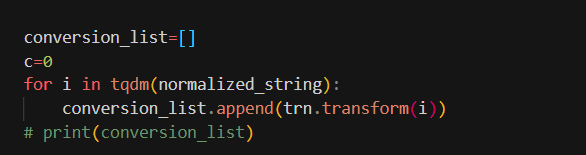 conversion_list=[]
c=0
for i in tqdm(normalized_string):
    conversion_list.append(trn.transform(i))
# print(conversion_list)